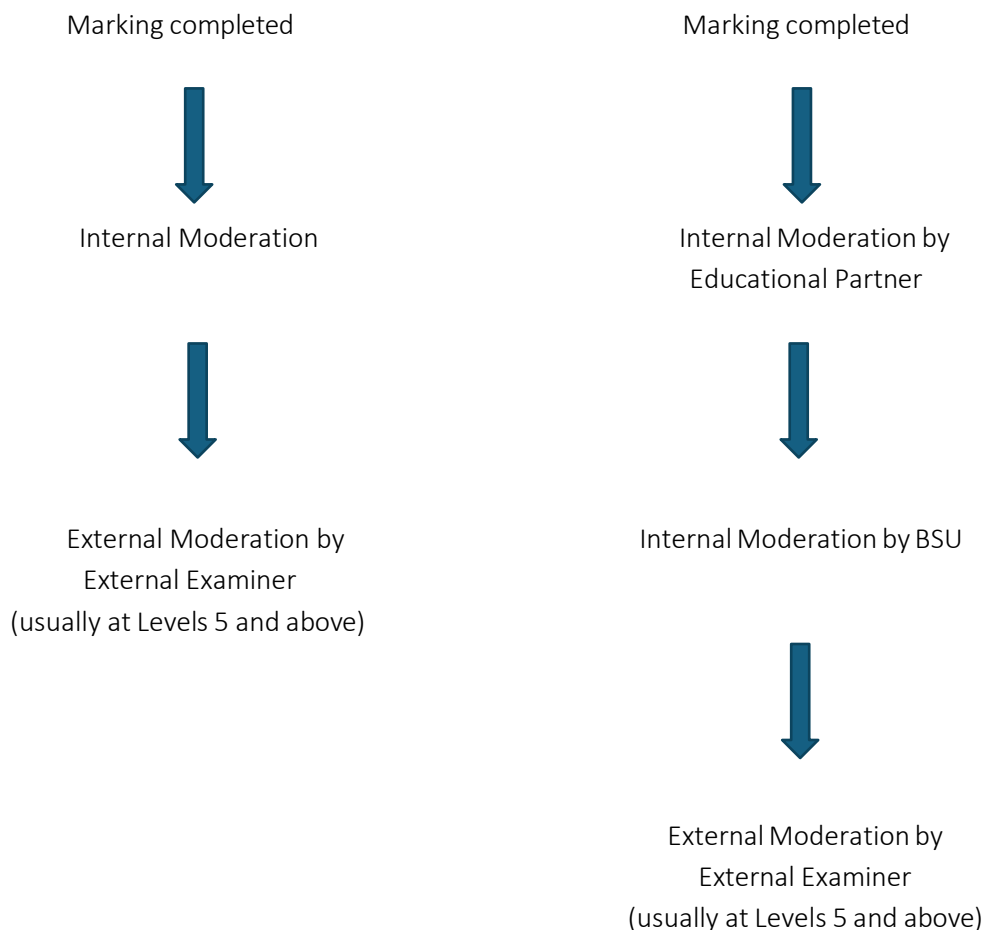 Marking completed
Internal Moderation
External Moderation by
External Examiner
(usually at Levels 5 and above)
Marking completed
Internal Moderation by
Educational Partner
Internal Moderation by BSU
External Moderation by
External Examiner
(usually at Levels 5 and above)